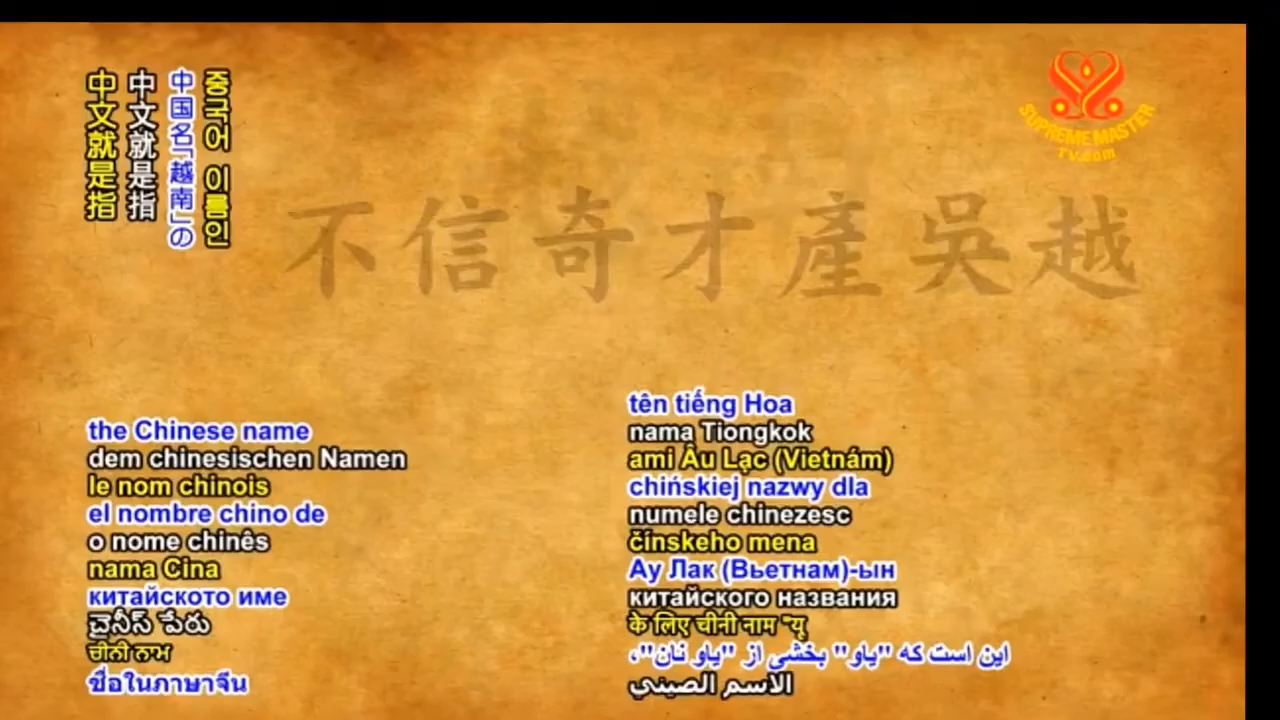 中文就是指
中文就是指
中国名「越南」の
중국어 이름인
SUPREME MASTER
TV.com
不信奇才產吳越
the Chinese name
dem chinesischen Namen
le nom chinois
el nombre chino de
o nome chinês
nama Cina
китайското име
చైనీస్ పేరు
ਚੀਨੀ ਨਾਮ
ชื่อในภาษาจีน
tên tiếng Hoa
nama Tiongkok
ami Âu Lạc (Vietnám)
chińskiej nazwy dla
numele chinezesc
čínskeho mena
Ау Лак (Вьетнам)-ын
китайского названия
के लिए चीनी नाम "यू
این است که "یاو" بخشی از "یاو نان"،
الاسم الصيني